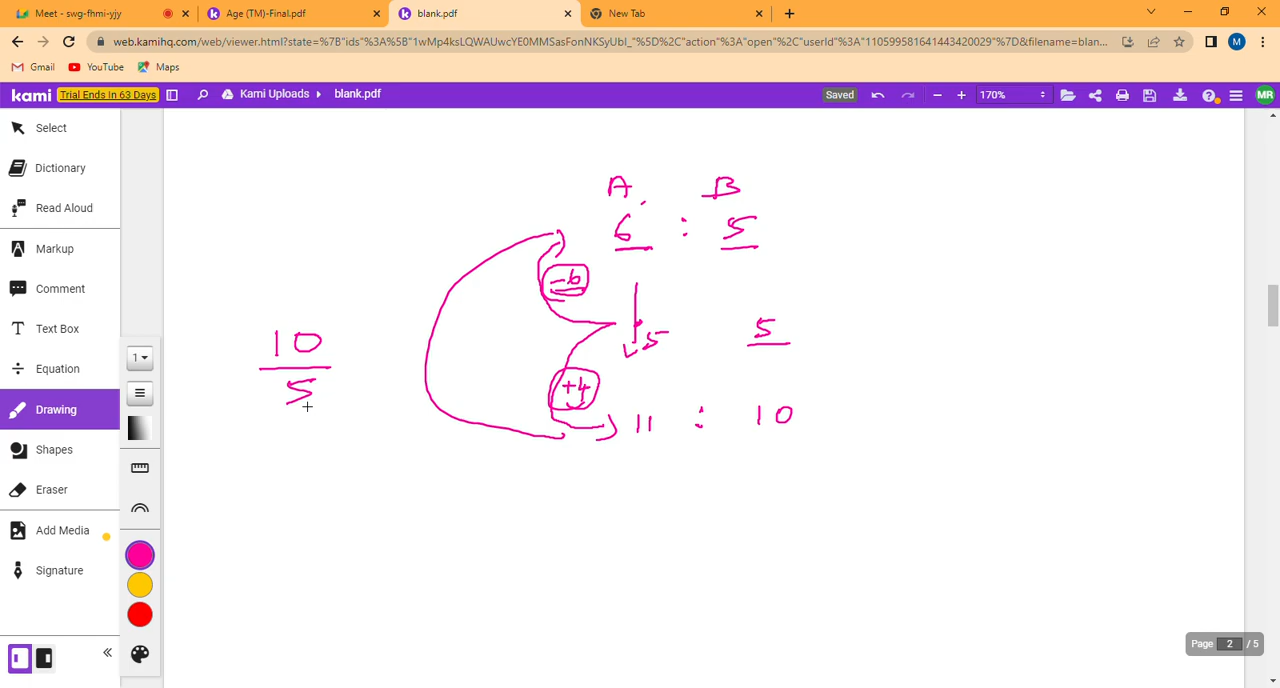 Meet - swg-fhmi-yjy
Age (TM)-Final.pdf
blank.pdf
New Tab
web.kamihq.com/web/viewer.html?state=%7B"ids"%3A%5B"1wMp4ksLQWAUwcYE0MMSasFonNKSyUbI_"%5D%2C"action"%3A"open"%2C"userId"%3A"110599581641443420029"%7D&filename=blan...
M
Gmail
YouTube
Maps
kami
Trial Ends In 63 Days
Kami Uploads
blank.pdf
Saved
170%
MR
Select
Dictionary
Read Aloud
Markup
Comment
Text Box
Equation
Drawing
Shapes
Eraser
Add Media
Signature
1
A. B
6 : 5
-6
5 5
10
5
+4
11 : 10
Page 2 / 5